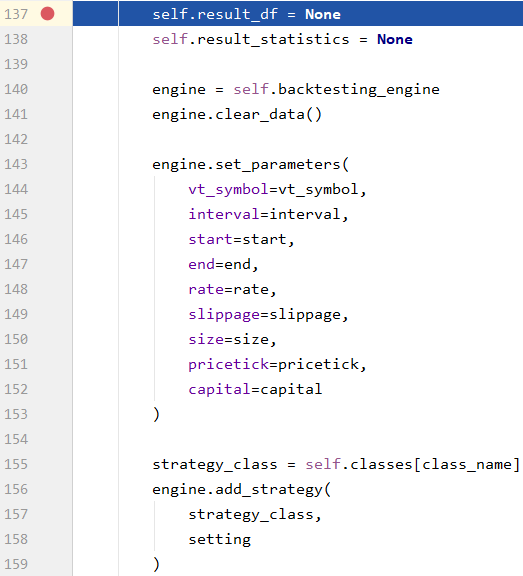 137 self.result_df = None
138 self.result_statistics = None
139
140 engine = self.backtesting_engine
141 engine.clear_data()
142
143 engine.set_parameters(
144 vt_symbol=vt_symbol,
145 interval=interval,
146 start=start,
147 end=end,
148 rate=rate,
149 slippage=slippage,
150 size=size,
151 pricetick=pricetick,
152 capital=capital
153 )
154
155 strategy_class = self.classes[class_name]
156 engine.add_strategy(
157 strategy_class,
158 setting
159 )